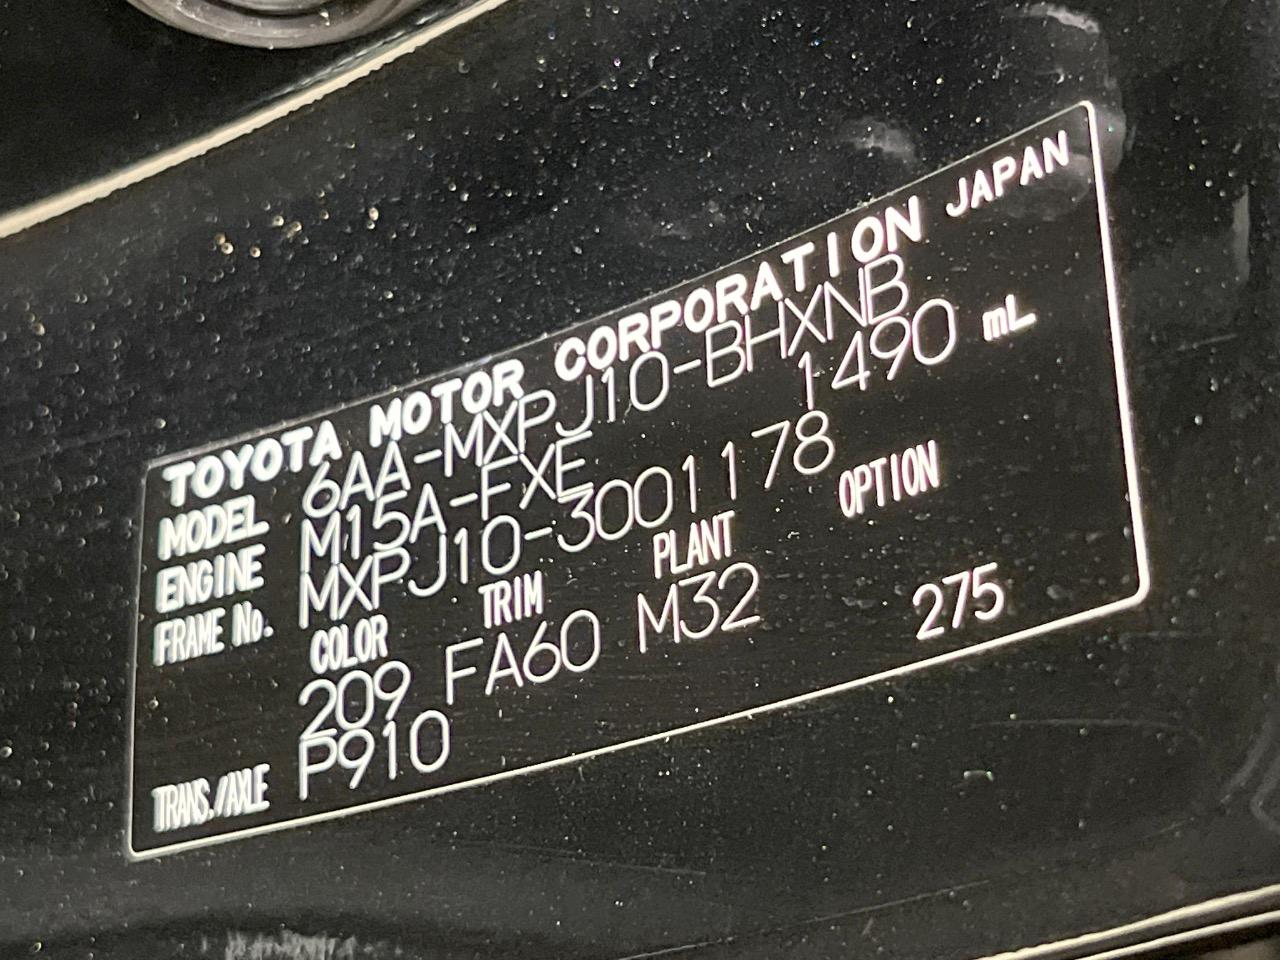 TOYOTA MOTOR CORPORATION JAPAN
MODEL 6AA-MXPJ10-BHXNB
ENGINE M15A-FXE 1490 mL
FRAME No. MXPJ10-3001178
COLOR TRIM PLANT OPTION
209 FA60 M32 275
TRANS./AXLE P910